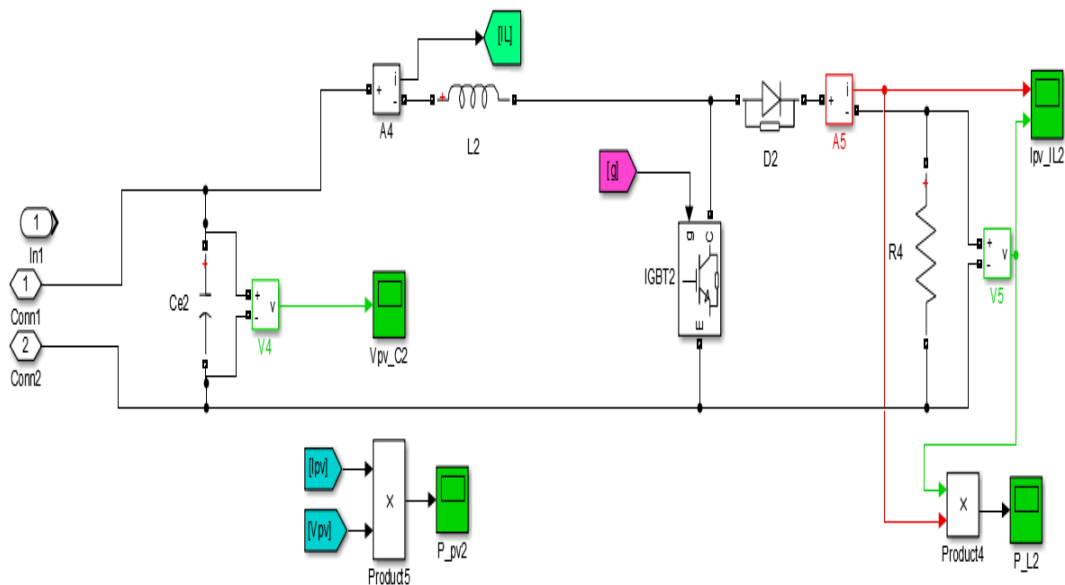 [IL]
i
+
-
A4
+
L2
D2
+
i
-
A5
Ipv_IL2
[g]
g
C
E
IGBT2
+
R4
+
-
v
V5
1
In1
1
Conn1
2
Conn2
+
Ce2
+
-
v
V4
Vpv_C2
[Ipv]
[Vpv]
X
Product5
P_pv2
X
Product4
P_L2